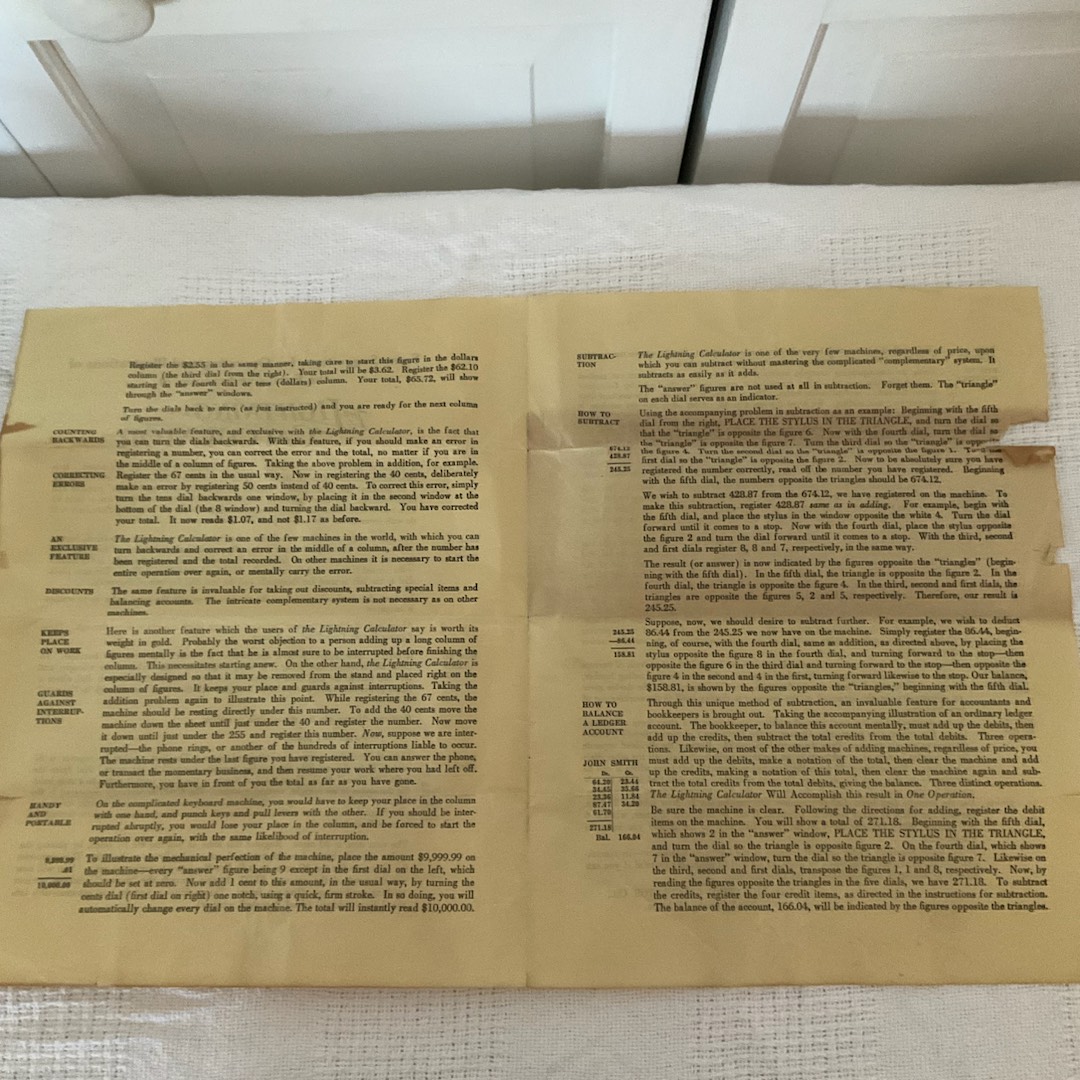 Register the $2.55 in the same manner, taking care to start this figure in the dollars
column (the third dial from the right). Your total will be $3.62. Register the $62.10
starting in the fourth dial or tens (dollars) column. Your total, $65.72, will show
through the "answer" windows.
Turn the dials back to zero (as just instructed) and you are ready for the next column
of figures.
COUNTING
BACKWARDS
A most valuable feature, and exclusive with the Lightning Calculator, is the fact that
you can turn the dials backwards. With this feature, if you should make an error in
registering a number, you can correct the error and the total, no matter if you are in
the middle of a column of figures. Taking the above problem in addition, for example.
CORRECTING
ERRORS
Register the 67 cents in the usual way. Now in registering the 40 cents, deliberately
make an error by registering 50 cents instead of 40 cents. To correct this error, simply
turn the tens dial backwards one window, by placing it in the second window at the
bottom of the dial (the 8 window) and turning the dial backward. You have corrected
your total. It now reads $1.07, and not $1.17 as before.
AN
EXCLUSIVE
FEATURE
The Lightning Calculator is one of the few machines in the world, with which you can
turn backwards and correct an error in the middle of a column, after the number has
been registered and the total recorded. On other machines it is necessary to start the
entire operation over again, or mentally carry the error.
DISCOUNTS
The same feature is invaluable for taking out discounts, subtracting special items and
balancing accounts. The intricate complementary system is not necessary as on other
machines.
KEEPS
PLACE
ON WORK
Here is another feature which the users of the Lightning Calculator say is worth its
weight in gold. Probably the worst objection to a person adding up a long column of
figures mentally is the fact that he is almost sure to be interrupted before finishing the
column. This necessitates starting anew. On the other hand, the Lightning Calculator is
especially designed so that it may be removed from the stand and placed right on the
column of figures. It keeps your place and guards against interruptions. Taking the
GUARDS
AGAINST
INTERRUP-
TIONS
addition problem again to illustrate this point. While registering the 67 cents, the
machine should be resting directly under this number. To add the 40 cents move the
machine down the sheet until just under the 40 and register the number. Now move
it down until just under the 255 and register this number. Now, suppose we are inter-
rupted—the phone rings, or another of the hundreds of interruptions liable to occur.
The machine rests under the last figure you have registered. You can answer the phone,
or transact the momentary business, and then resume your work where you had left off.
Furthermore, you have in front of you the total as far as you have gone.
HANDY
AND
PORTABLE
On the complicated keyboard machine, you would have to keep your place in the column
with one hand, and punch keys and pull levers with the other. If you should be inter-
rupted abruptly, you would lose your place in the column, and be forced to start the
operation over again, with the same likelihood of interruption.
9,999.99
.01
10,000.00
To illustrate the mechanical perfection of the machine, place the amount $9,999.99 on
the machine—every "answer" figure being 9 except in the first dial on the left, which
should be set at zero. Now add 1 cent to this amount, in the usual way, by turning the
cents dial (first dial on right) one notch, using a quick, firm stroke. In so doing, you will
automatically change every dial on the machine. The total will instantly read $10,000.00.
SUBTRAC-
TION
The Lightning Calculator is one of the very few machines, regardless of price, upon
which you can subtract without mastering the complicated "complementary" system. It
subtracts as easily as it adds.
The "answer" figures are not used at all in subtraction. Forget them. The "triangle"
on each dial serves as an indicator.
HOW TO
SUBTRACT
Using the accompanying problem in subtraction as an example: Beginning with the fifth
dial from the right, PLACE THE STYLUS IN THE TRIANGLE, and turn the dial so
that the "triangle" is opposite the figure 6. Now with the fourth dial, turn the dial so
the "triangle" is opposite the figure 7. Turn the third dial so the "triangle" is opposite
the figure 4. Turn the second dial so the "triangle" is opposite the figure 1. Turn the
first dial so the "triangle" is opposite the figure 2. Now to be absolutely sure you have
registered the number correctly, read off the number you have registered. Beginning
with the fifth dial, the numbers opposite the triangles should be 674.12.
674.12
428.87
245.25
We wish to subtract 428.87 from the 674.12, we have registered on the machine. To
make this subtraction, register 428.87 same as in adding. For example, begin with
the fifth dial, and place the stylus in the window opposite the white 4. Turn the dial
forward until it comes to a stop. Now with the fourth dial, place the stylus opposite
the figure 2 and turn the dial forward until it comes to a stop. With the third, second
and first dials register 8, 8 and 7, respectively, in the same way.
The result (or answer) is now indicated by the figures opposite the "triangles" (begin-
ning with the fifth dial). In the fifth dial, the triangle is opposite the figure 2. In the
fourth dial, the triangle is opposite the figure 4. In the third, second and first dials, the
triangles are opposite the figures 5, 2 and 5, respectively. Therefore, our result is
245.25.
245.25
—86.44
158.81
Suppose, now, we should desire to subtract further. For example, we wish to deduct
86.44 from the 245.25 we now have on the machine. Simply register the 86.44, begin-
ning, of course, with the fourth dial, same as in addition, as directed above, by placing the
stylus opposite the figure 8 in the fourth dial, and turning forward to the stop—then
opposite the figure 6 in the third dial and turning forward to the stop—then opposite the
figure 4 in the second and 4 in the first, turning forward likewise to the stop. Our balance,
$158.81, is shown by the figures opposite the "triangles," beginning with the fifth dial.
HOW TO
BALANCE
A LEDGER
ACCOUNT
Through this unique method of subtraction, an invaluable feature for accountants and
bookkeepers is brought out. Taking the accompanying illustration of an ordinary ledger
account. The bookkeeper, to balance this account mentally, must add up the debits, then
add up the credits, then subtract the total credits from the total debits. Three opera-
tions. Likewise, on most of the other makes of adding machines, regardless of price, you
must add up the debits, make a notation of the total, then clear the machine and add
up the credits, making a notation of this total, then clear the machine again and sub-
tract the total credits from the total debits, giving the balance. Three distinct operations.
The Lightning Calculator Will Accomplish this result in One Operation.
JOHN SMITH
Dr. Cr.
64.20 23.44
34.45 35.66
23.36 11.84
87.47 34.20
61.70
271.18
Bal. 166.04
Be sure the machine is clear. Following the directions for adding, register the debit
items on the machine. You will show a total of 271.18. Beginning with the fifth dial,
which shows 2 in the "answer" window, PLACE THE STYLUS IN THE TRIANGLE,
and turn the dial so the triangle is opposite the figure 2. On the fourth dial, which shows
7 in the "answer" window, turn the dial so the triangle is opposite figure 7. Likewise on
the third, second and first dials, transpose the figures 1, 1 and 8, respectively. Now, by
reading the figures opposite the triangles in the five dials, we have 271.18. To subtract
the credits, register the four credit items, as directed in the instructions for subtraction.
The balance of the account, 166.04, will be indicated by the figures opposite the triangles.